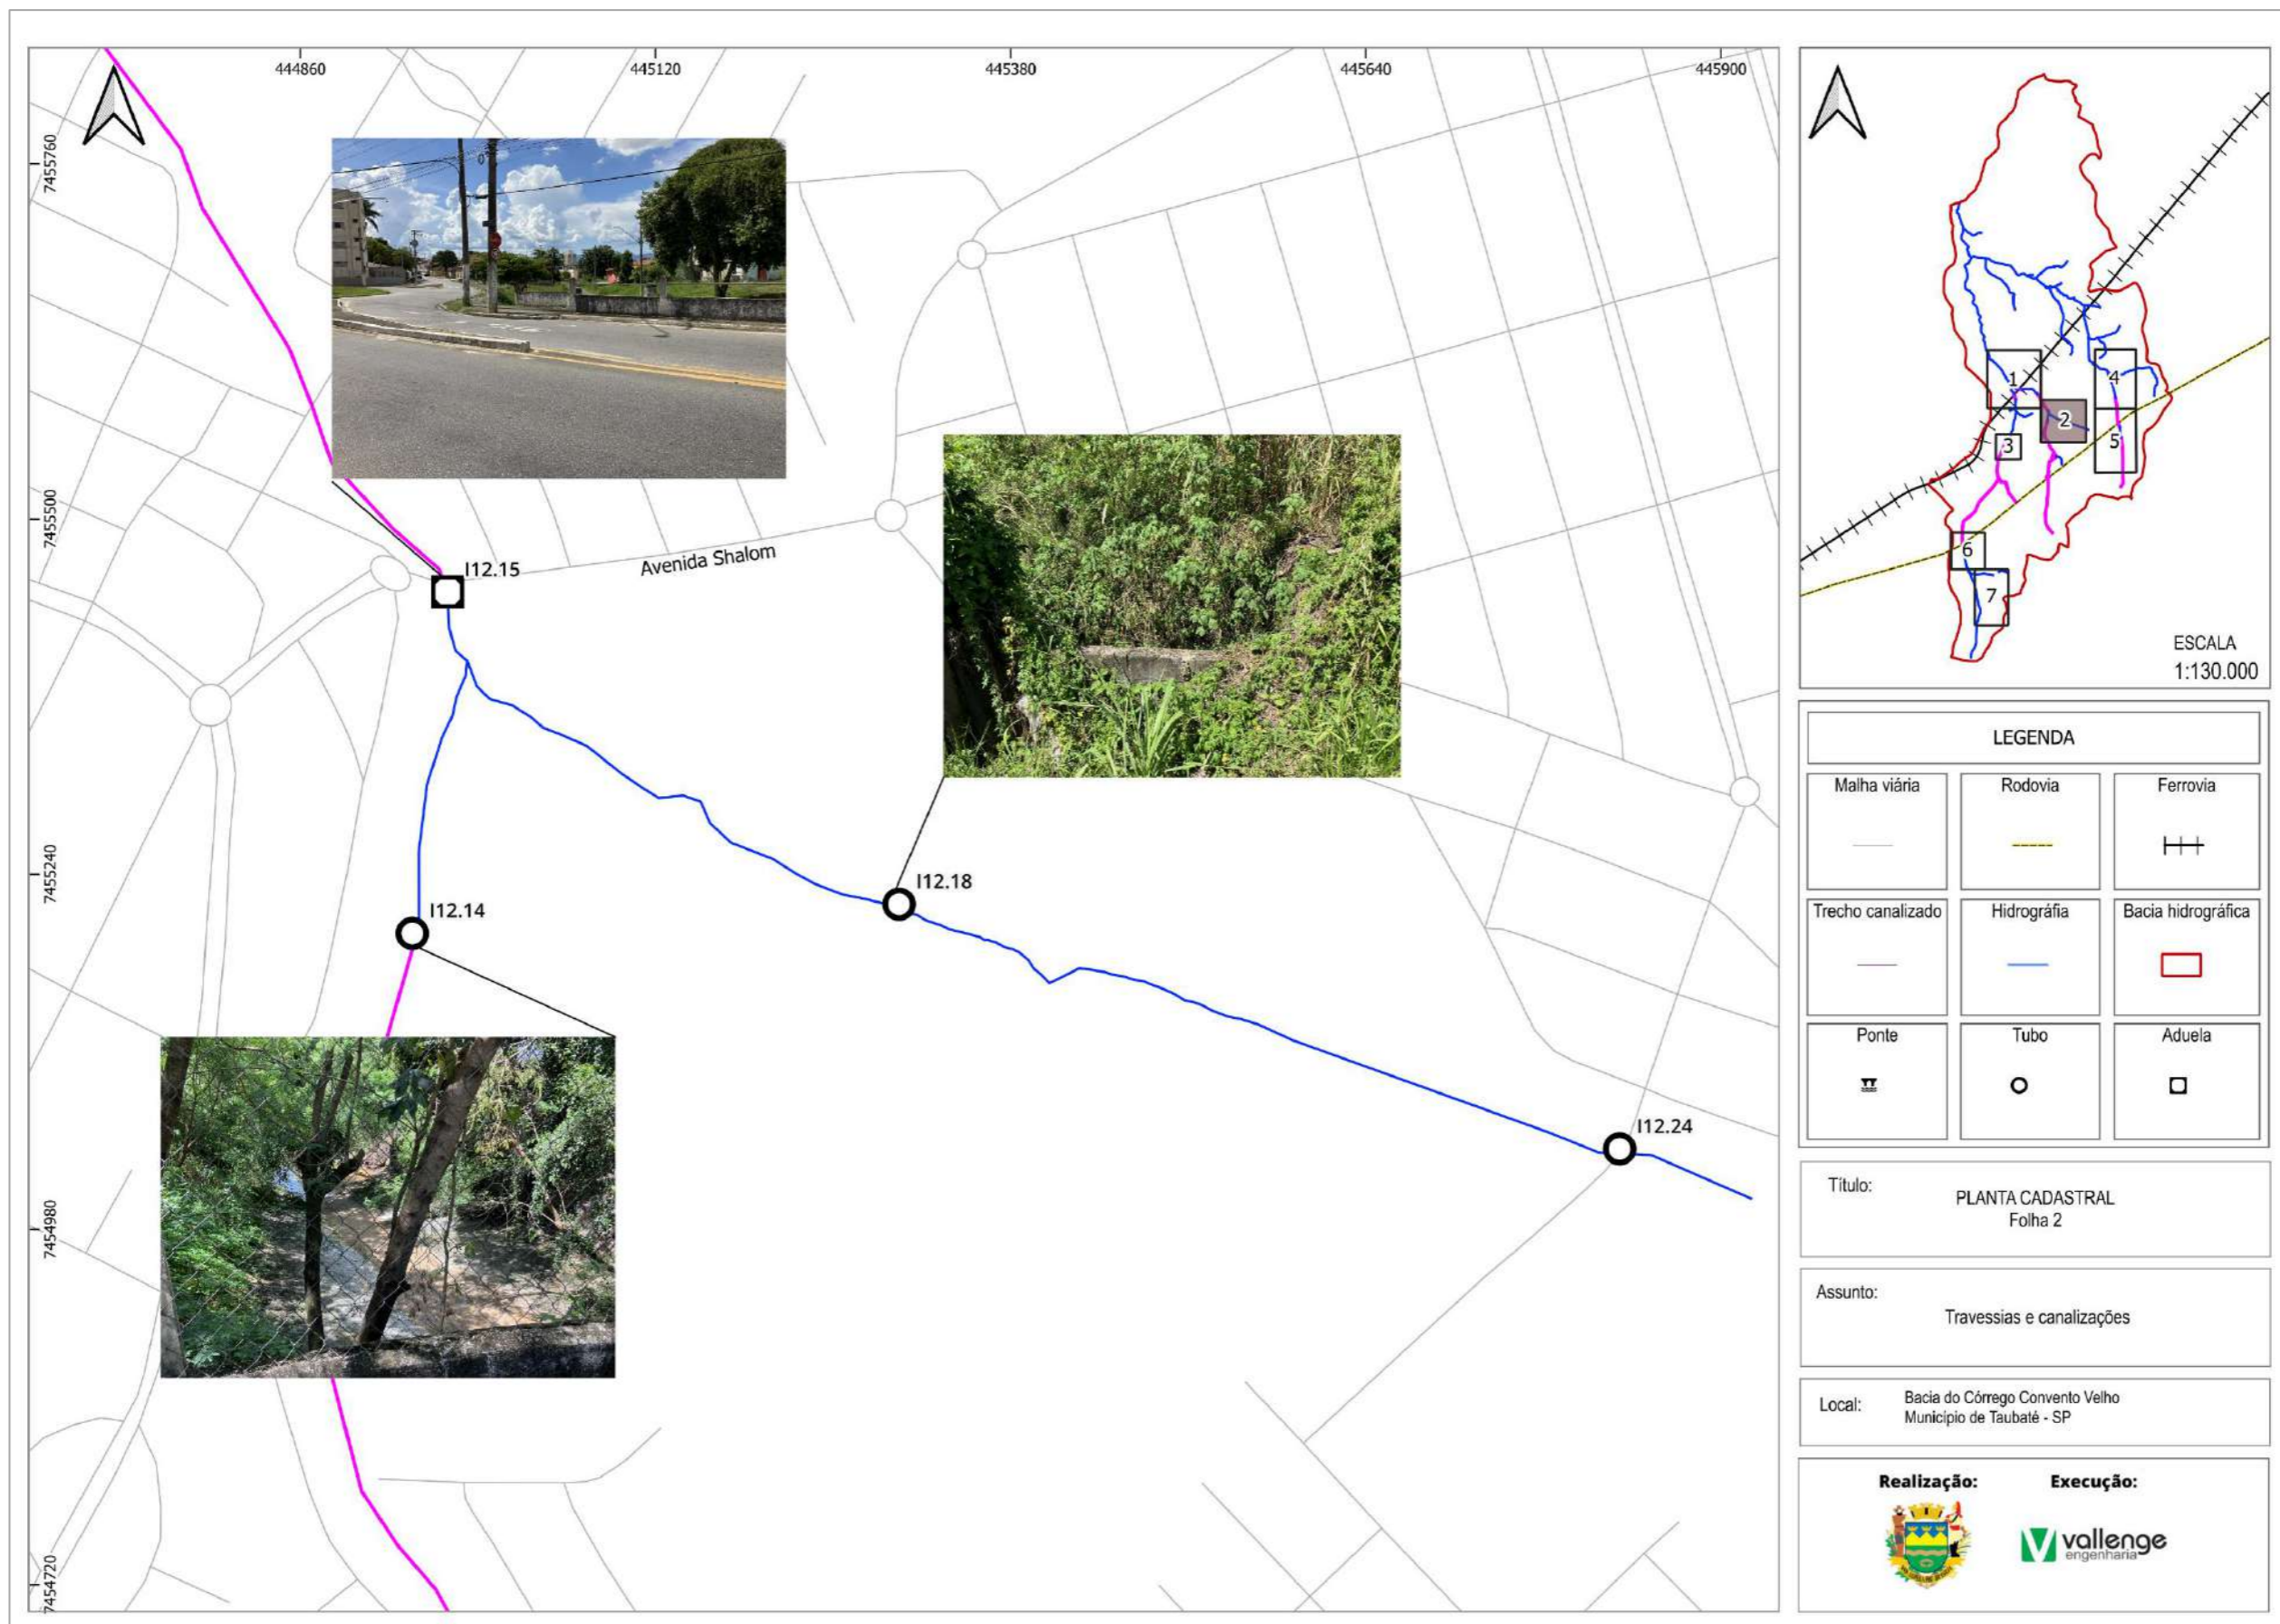 444860
445120
445380
445640
445900
7455760
7455500
7455240
7454980
7454720
I12.15
Avenida Shalom
I12.18
I12.14
I12.24
1
2
3
4
5
6
7
ESCALA
1:130.000
LEGENDA
Malha viária
Rodovia
Ferrovia
Trecho canalizado
Hidrográfia
Bacia hidrográfica
Ponte
Tubo
Aduela
Título:
PLANTA CADASTRAL
Folha 2
Assunto:
Travessias e canalizações
Local:
Bacia do Córrego Convento Velho
Município de Taubaté - SP
Realização:
Execução:
vallenge
engenharia